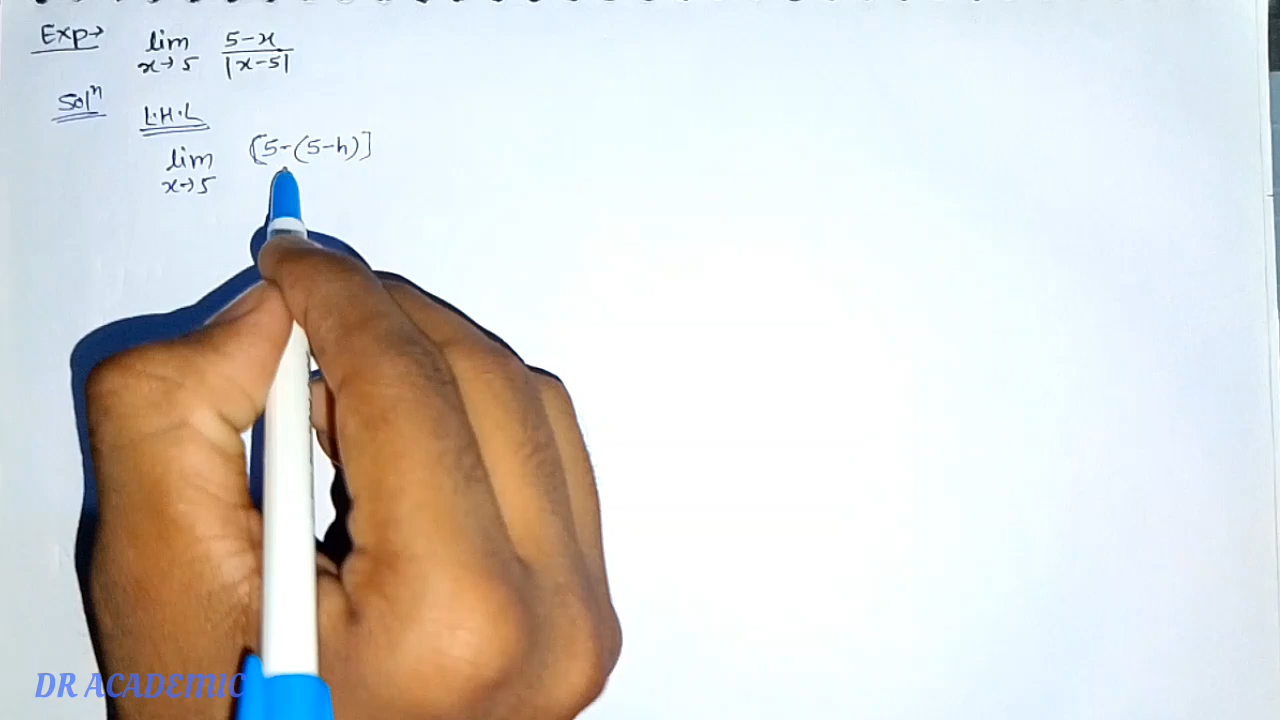 Exp→ lim x→5 5-x / |x-5|
Solⁿ L.H.L
lim x→5 [5-(5-h)]
DR ACADEMIC